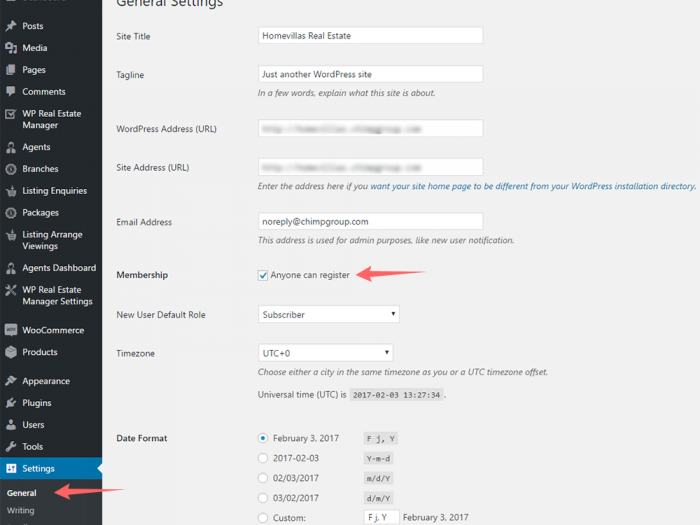 General Settings
Posts
Media
Pages
Comments
WP Real Estate
Manager
Agents
Branches
Listing Enquiries
Packages
Listing Arrange
Viewings
Agents Dashboard
WP Real Estate
Manager Settings
WooCommerce
Products
Appearance
Plugins
Users
Tools
Settings
General
Writing
Site Title
Homevillas Real Estate
Tagline
Just another WordPress site
In a few words, explain what this site is about.
WordPress Address (URL)
Site Address (URL)
Enter the address here if you want your site home page to be different from your WordPress installation directory.
Email Address
noreply@chimpgroup.com
This address is used for admin purposes, like new user notification.
Membership
Anyone can register
New User Default Role
Subscriber
Timezone
UTC+0
Choose either a city in the same timezone as you or a UTC timezone offset.
Universal time (UTC) is 2017-02-03 13:27:34 .
Date Format
February 3, 2017 F j, Y
2017-02-03 Y-m-d
02/03/2017 m/d/Y
03/02/2017 d/m/Y
Custom: F j, Y February 3, 2017